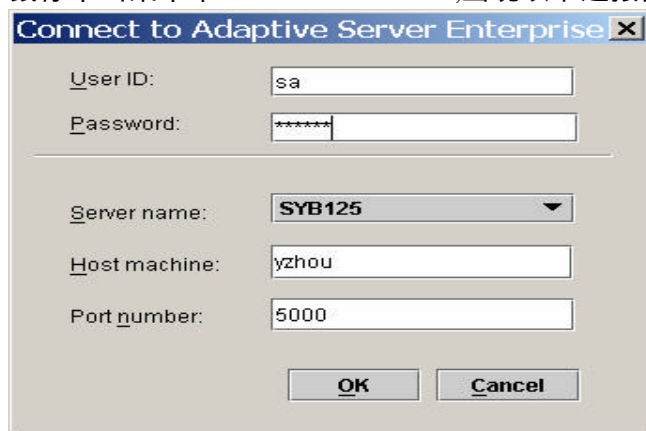 Connect to Adaptive Server Enterprise
User ID:
sa
Password:
******
Server name:
SYB125
Host machine:
yzhou
Port number:
5000
OK
Cancel